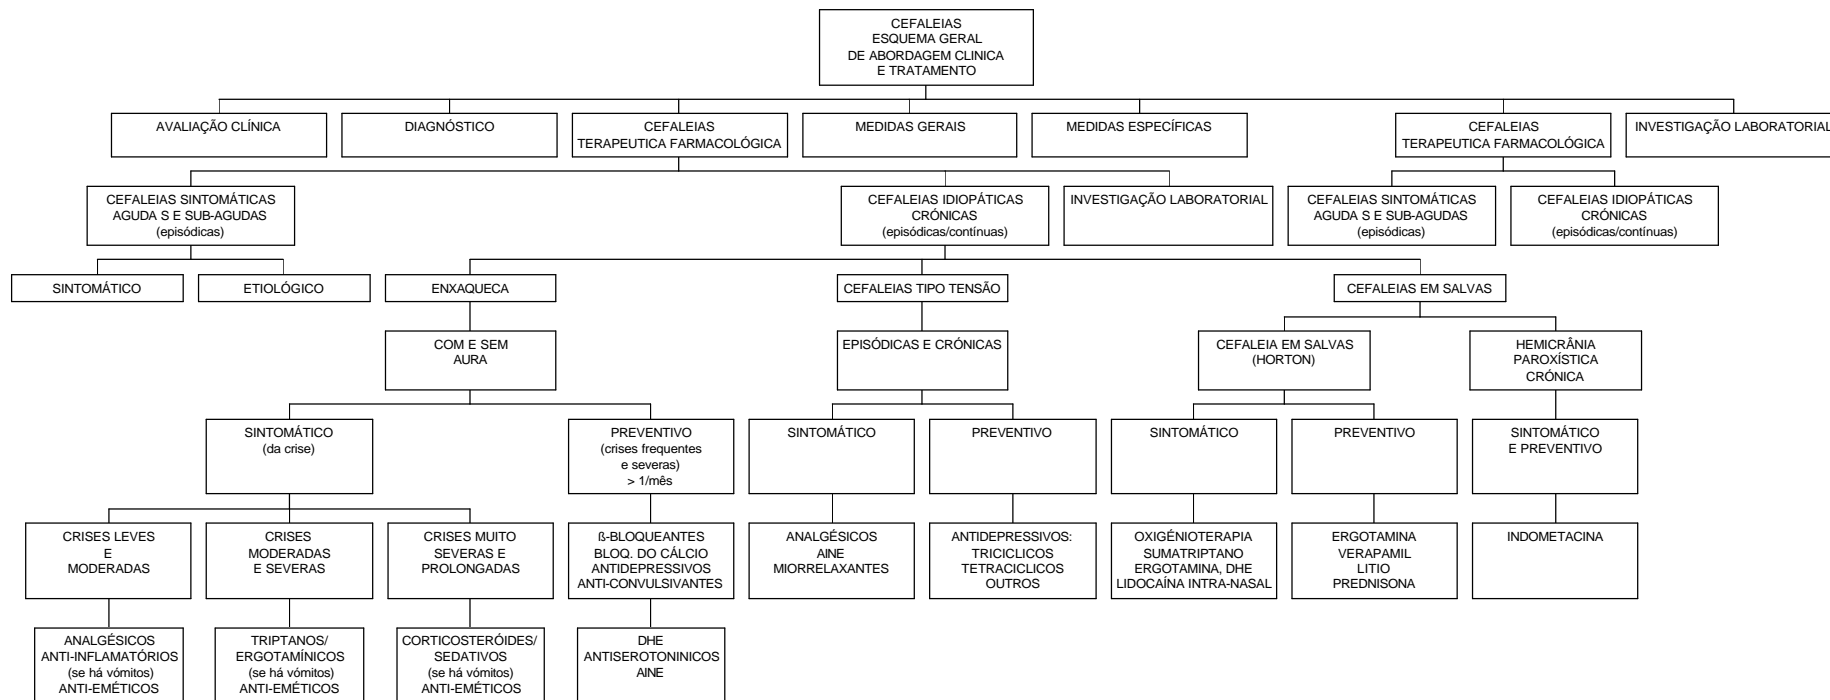 CEFALEIAS
ESQUEMA GERAL
DE ABORDAGEM CLINICA
E TRATAMENTO
AVALIAÇÃO CLÍNICA
DIAGNÓSTICO
CEFALEIAS
TERAPEUTICA FARMACOLÓGICA
MEDIDAS GERAIS
MEDIDAS ESPECÍFICAS
CEFALEIAS
TERAPEUTICA FARMACOLÓGICA
INVESTIGAÇÃO LABORATORIAL
CEFALEIAS SINTOMÁTICAS
AGUDA S E SUB-AGUDAS
(episódicas)
CEFALEIAS IDIOPÁTICAS
CRÓNICAS
(episódicas/contínuas)
INVESTIGAÇÃO LABORATORIAL
CEFALEIAS SINTOMÁTICAS
AGUDA S E SUB-AGUDAS
(episódicas)
CEFALEIAS IDIOPÁTICAS
CRÓNICAS
(episódicas/contínuas)
SINTOMÁTICO
ETIOLÓGICO
ENXAQUECA
CEFALEIAS TIPO TENSÃO
CEFALEIAS EM SALVAS
COM E SEM
AURA
EPISÓDICAS E CRÓNICAS
CEFALEIA EM SALVAS
(HORTON)
HEMICRÂNIA
PAROXÍSTICA
CRÓNICA
SINTOMÁTICO
(da crise)
PREVENTIVO
(crises frequentes
e severas)
> 1/mês
SINTOMÁTICO
PREVENTIVO
SINTOMÁTICO
PREVENTIVO
SINTOMÁTICO
E PREVENTIVO
CRISES LEVES
E
MODERADAS
CRISES
MODERADAS
E SEVERAS
CRISES MUITO
SEVERAS E
PROLONGADAS
ß-BLOQUEANTES
BLOQ. DO CÁLCIO
ANTIDEPRESSIVOS
ANTI-CONVULSIVANTES
ANALGÉSICOS
AINE
MIORRELAXANTES
ANTIDEPRESSIVOS:
TRICICLICOS
TETRACICLICOS
OUTROS
OXIGÉNIOTERAPIA
SUMATRIPTANO
ERGOTAMINA, DHE
LIDOCAÍNA INTRA-NASAL
ERGOTAMINA
VERAPAMIL
LITIO
PREDNISONA
INDOMETACINA
ANALGÉSICOS
ANTI-INFLAMATÓRIOS
(se há vómitos)
ANTI-EMÉTICOS
TRIPTANOS/
ERGOTAMÍNICOS
(se há vómitos)
ANTI-EMÉTICOS
CORTICOSTERÓIDES/
SEDATIVOS
(se há vómitos)
ANTI-EMÉTICOS
DHE
ANTISEROTONINICOS
AINE